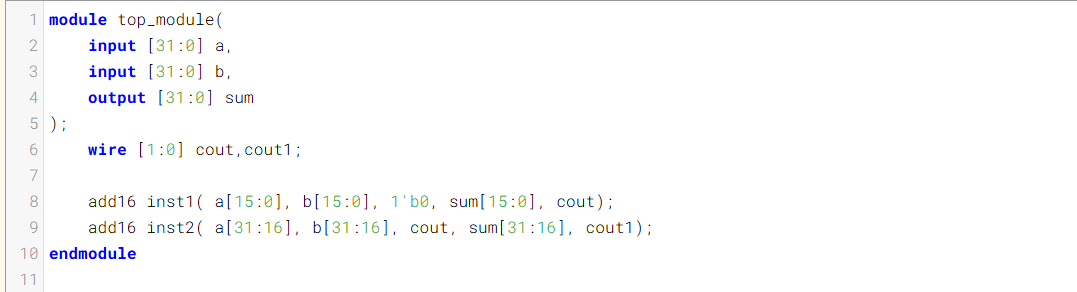 1 module top_module(
2 input [31:0] a,
3 input [31:0] b,
4 output [31:0] sum
5 );
6 wire [1:0] cout,cout1;
7
8 add16 inst1( a[15:0], b[15:0], 1'b0, sum[15:0], cout);
9 add16 inst2( a[31:16], b[31:16], cout, sum[31:16], cout1);
10 endmodule
11